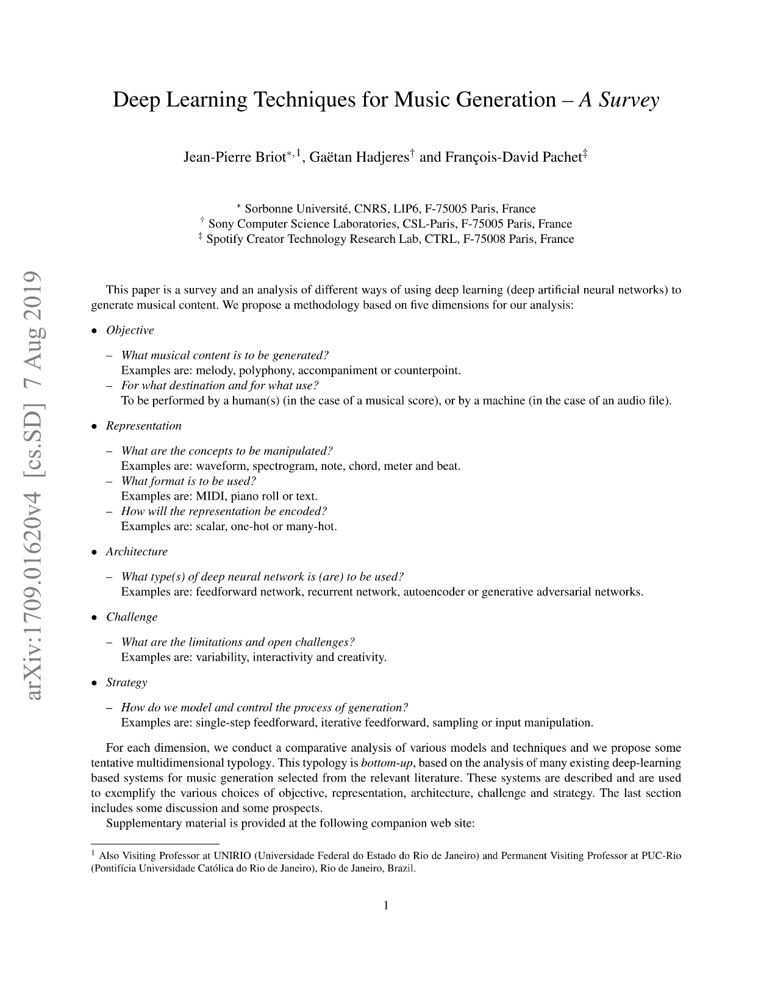 Deep Learning Techniques for Music Generation – A Survey
Jean-Pierre Briot*,1, Gaëtan Hadjeres† and François-David Pachet‡
* Sorbonne Université, CNRS, LIP6, F-75005 Paris, France
† Sony Computer Science Laboratories, CSL-Paris, F-75005 Paris, France
‡ Spotify Creator Technology Research Lab, CTRL, F-75008 Paris, France
This paper is a survey and an analysis of different ways of using deep learning (deep artificial neural networks) to
generate musical content. We propose a methodology based on five dimensions for our analysis:
• Objective
– What musical content is to be generated?
Examples are: melody, polyphony, accompaniment or counterpoint.
– For what destination and for what use?
To be performed by a human(s) (in the case of a musical score), or by a machine (in the case of an audio file).
• Representation
– What are the concepts to be manipulated?
Examples are: waveform, spectrogram, note, chord, meter and beat.
– What format is to be used?
Examples are: MIDI, piano roll or text.
– How will the representation be encoded?
Examples are: scalar, one-hot or many-hot.
• Architecture
– What type(s) of deep neural network is (are) to be used?
Examples are: feedforward network, recurrent network, autoencoder or generative adversarial networks.
• Challenge
– What are the limitations and open challenges?
Examples are: variability, interactivity and creativity.
• Strategy
– How do we model and control the process of generation?
Examples are: single-step feedforward, iterative feedforward, sampling or input manipulation.
For each dimension, we conduct a comparative analysis of various models and techniques and we propose some
tentative multidimensional typology. This typology is bottom-up, based on the analysis of many existing deep-learning
based systems for music generation selected from the relevant literature. These systems are described and are used
to exemplify the various choices of objective, representation, architecture, challenge and strategy. The last section
includes some discussion and some prospects.
Supplementary material is provided at the following companion web site:
1 Also Visiting Professor at UNIRIO (Universidade Federal do Estado do Rio de Janeiro) and Permanent Visiting Professor at PUC-Rio
(Pontifícia Universidade Católica do Rio de Janeiro), Rio de Janeiro, Brazil.
1
arXiv:1709.01620v4 [cs.SD] 7 Aug 2019